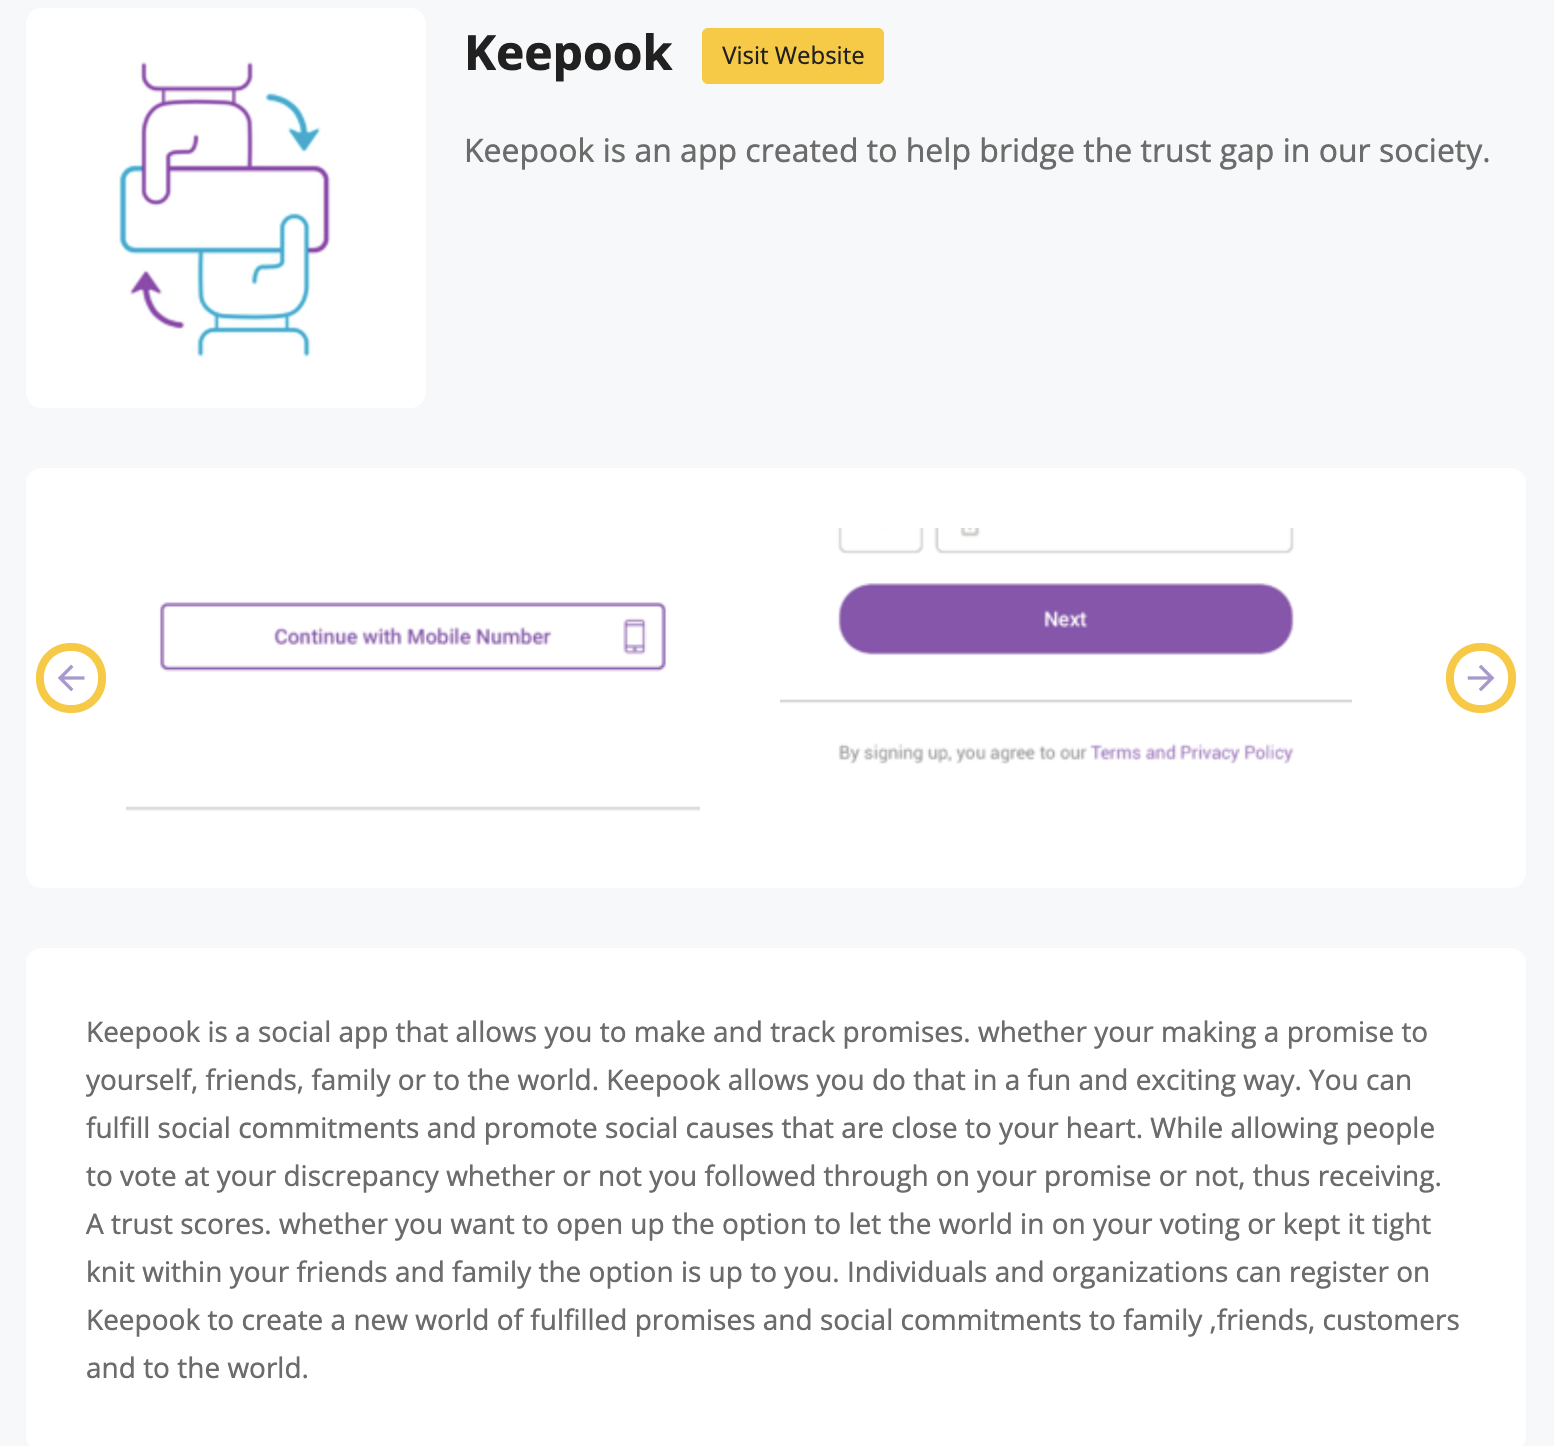 Keepook
Visit Website
Keepook is an app created to help bridge the trust gap in our society.
Continue with Mobile Number
Next
By signing up, you agree to our Terms and Privacy Policy
Keepook is a social app that allows you to make and track promises. whether your making a promise to
yourself, friends, family or to the world. Keepook allows you do that in a fun and exciting way. You can
fulfill social commitments and promote social causes that are close to your heart. While allowing people
to vote at your discrepancy whether or not you followed through on your promise or not, thus receiving.
A trust scores. whether you want to open up the option to let the world in on your voting or kept it tight
knit within your friends and family the option is up to you. Individuals and organizations can register on
Keepook to create a new world of fulfilled promises and social commitments to family ,friends, customers
and to the world.